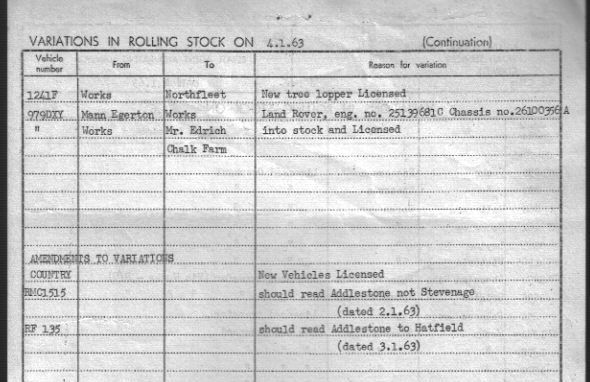 VARIATIONS IN ROLLING STOCK ON 4.1.63 (Continuation)
Vehicle number From To Reason for variation
1241F Works Northfleet New tree lopper Licensed
979DXY Mann Egerton Works Land Rover, eng. no. 25139681C Chassis no.26100356A
" Works Mr. Edrich into stock and Licensed
Chalk Farm
AMENDMENTS TO VARIATIONS
COUNTRY New Vehicles Licensed
RMC1515 should read Addlestone not Stevenage
(dated 2.1.63)
RF 135 should read Addlestone to Hatfield
(dated 3.1.63)